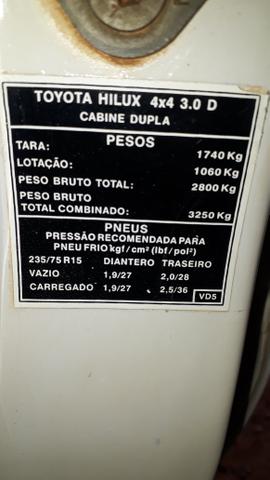 TOYOTA HILUX 4x4 3.0 D
CABINE DUPLA
PESOS
TARA: 1740 Kg
LOTAÇÃO: 1060 Kg
PESO BRUTO TOTAL: 2800 Kg
PESO BRUTO
TOTAL COMBINADO: 3250 Kg
PNEUS
PRESSÃO RECOMENDADA PARA
PNEU FRIO kgf / cm² (lbf / pol²)
235/75 R15 DIANTEIRO TRASEIRO
VAZIO 1,9/27 2,0/28
CARREGADO 1,9/27 2,5/36
VD5